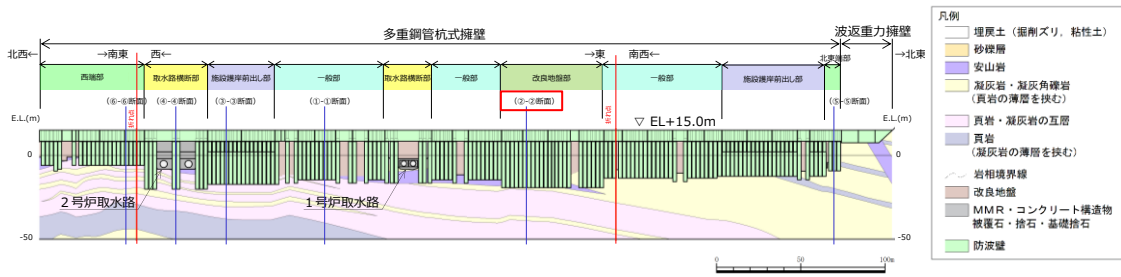 多重鋼管杭式擁壁
波返重力擁壁
北西←
→南東
西←
→東
南西←
→北東
西端部
取水路横断部
施設護岸前出し部
一般部
取水路横断部
一般部
改良地盤部
一般部
施設護岸前出し部
北東端部
(⑥-⑥断面)
(④-④断面)
(③-③断面)
(①-①断面)
(②-②断面)
(⑤-⑤断面)
折れ点
折れ点
E.L.(m)
E.L.(m)
▽ EL+15.0m
0
0
2号炉取水路
1号炉取水路
-50
-50
0
50
100m
凡例
埋戻土(掘削ズリ,粘性土)
砂礫層
安山岩
凝灰岩・凝灰角礫岩
(頁岩の薄層を挟む)
頁岩・凝灰岩の互層
頁岩
(凝灰岩の薄層を挟む)
岩相境界線
改良地盤
MMR・コンクリート構造物
被覆石・捨石・基礎捨石
防波壁